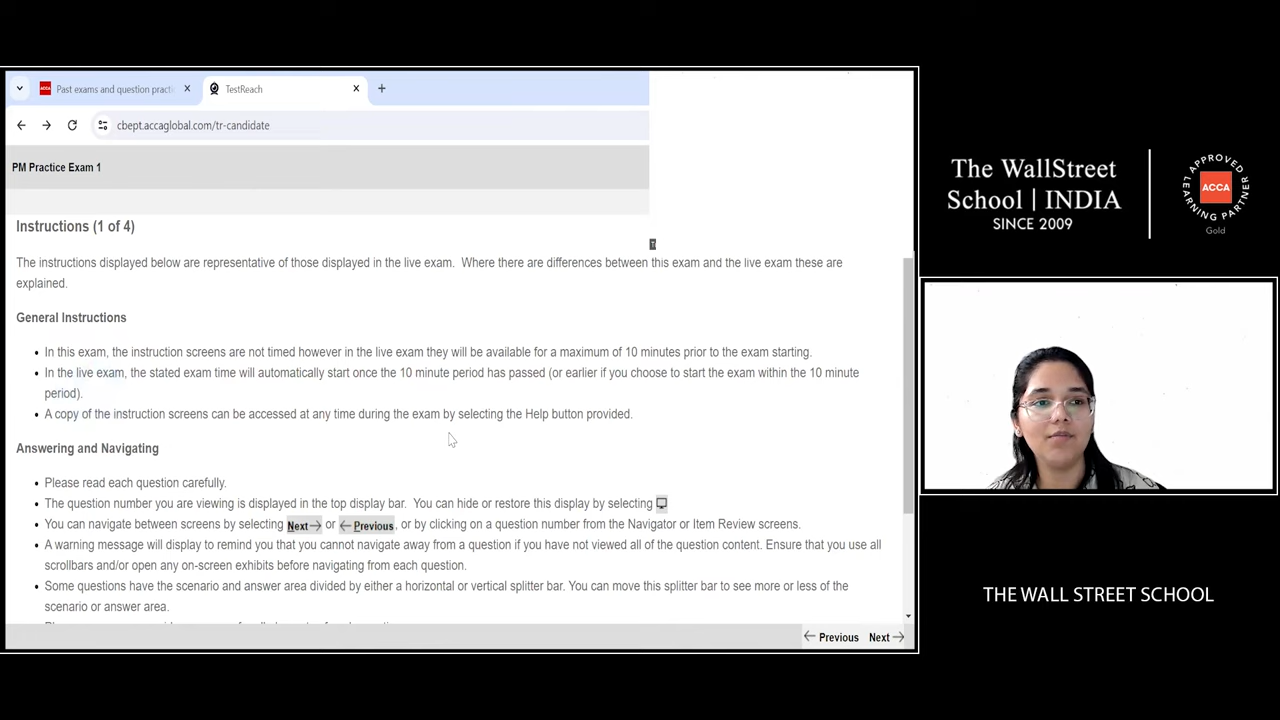 Past exams and question practi
TestReach
cbept.accaglobal.com/tr-candidate
PM Practice Exam 1
Instructions (1 of 4)
The instructions displayed below are representative of those displayed in the live exam. Where there are differences between this exam and the live exam these are
explained.
General Instructions
In this exam, the instruction screens are not timed however in the live exam they will be available for a maximum of 10 minutes prior to the exam starting.
In the live exam, the stated exam time will automatically start once the 10 minute period has passed (or earlier if you choose to start the exam within the 10 minute
period).
A copy of the instruction screens can be accessed at any time during the exam by selecting the Help button provided.
Answering and Navigating
Please read each question carefully.
The question number you are viewing is displayed in the top display bar. You can hide or restore this display by selecting
You can navigate between screens by selecting Next → or ← Previous, or by clicking on a question number from the Navigator or Item Review screens.
A warning message will display to remind you that you cannot navigate away from a question if you have not viewed all of the question content. Ensure that you use all
scrollbars and/or open any on-screen exhibits before navigating from each question.
Some questions have the scenario and answer area divided by either a horizontal or vertical splitter bar. You can move this splitter bar to see more or less of the
scenario or answer area.
← Previous Next →
The WallStreet
School | INDIA
SINCE 2009
APPROVED
ACCA
LEARNING PARTNER
Gold
THE WALL STREET SCHOOL